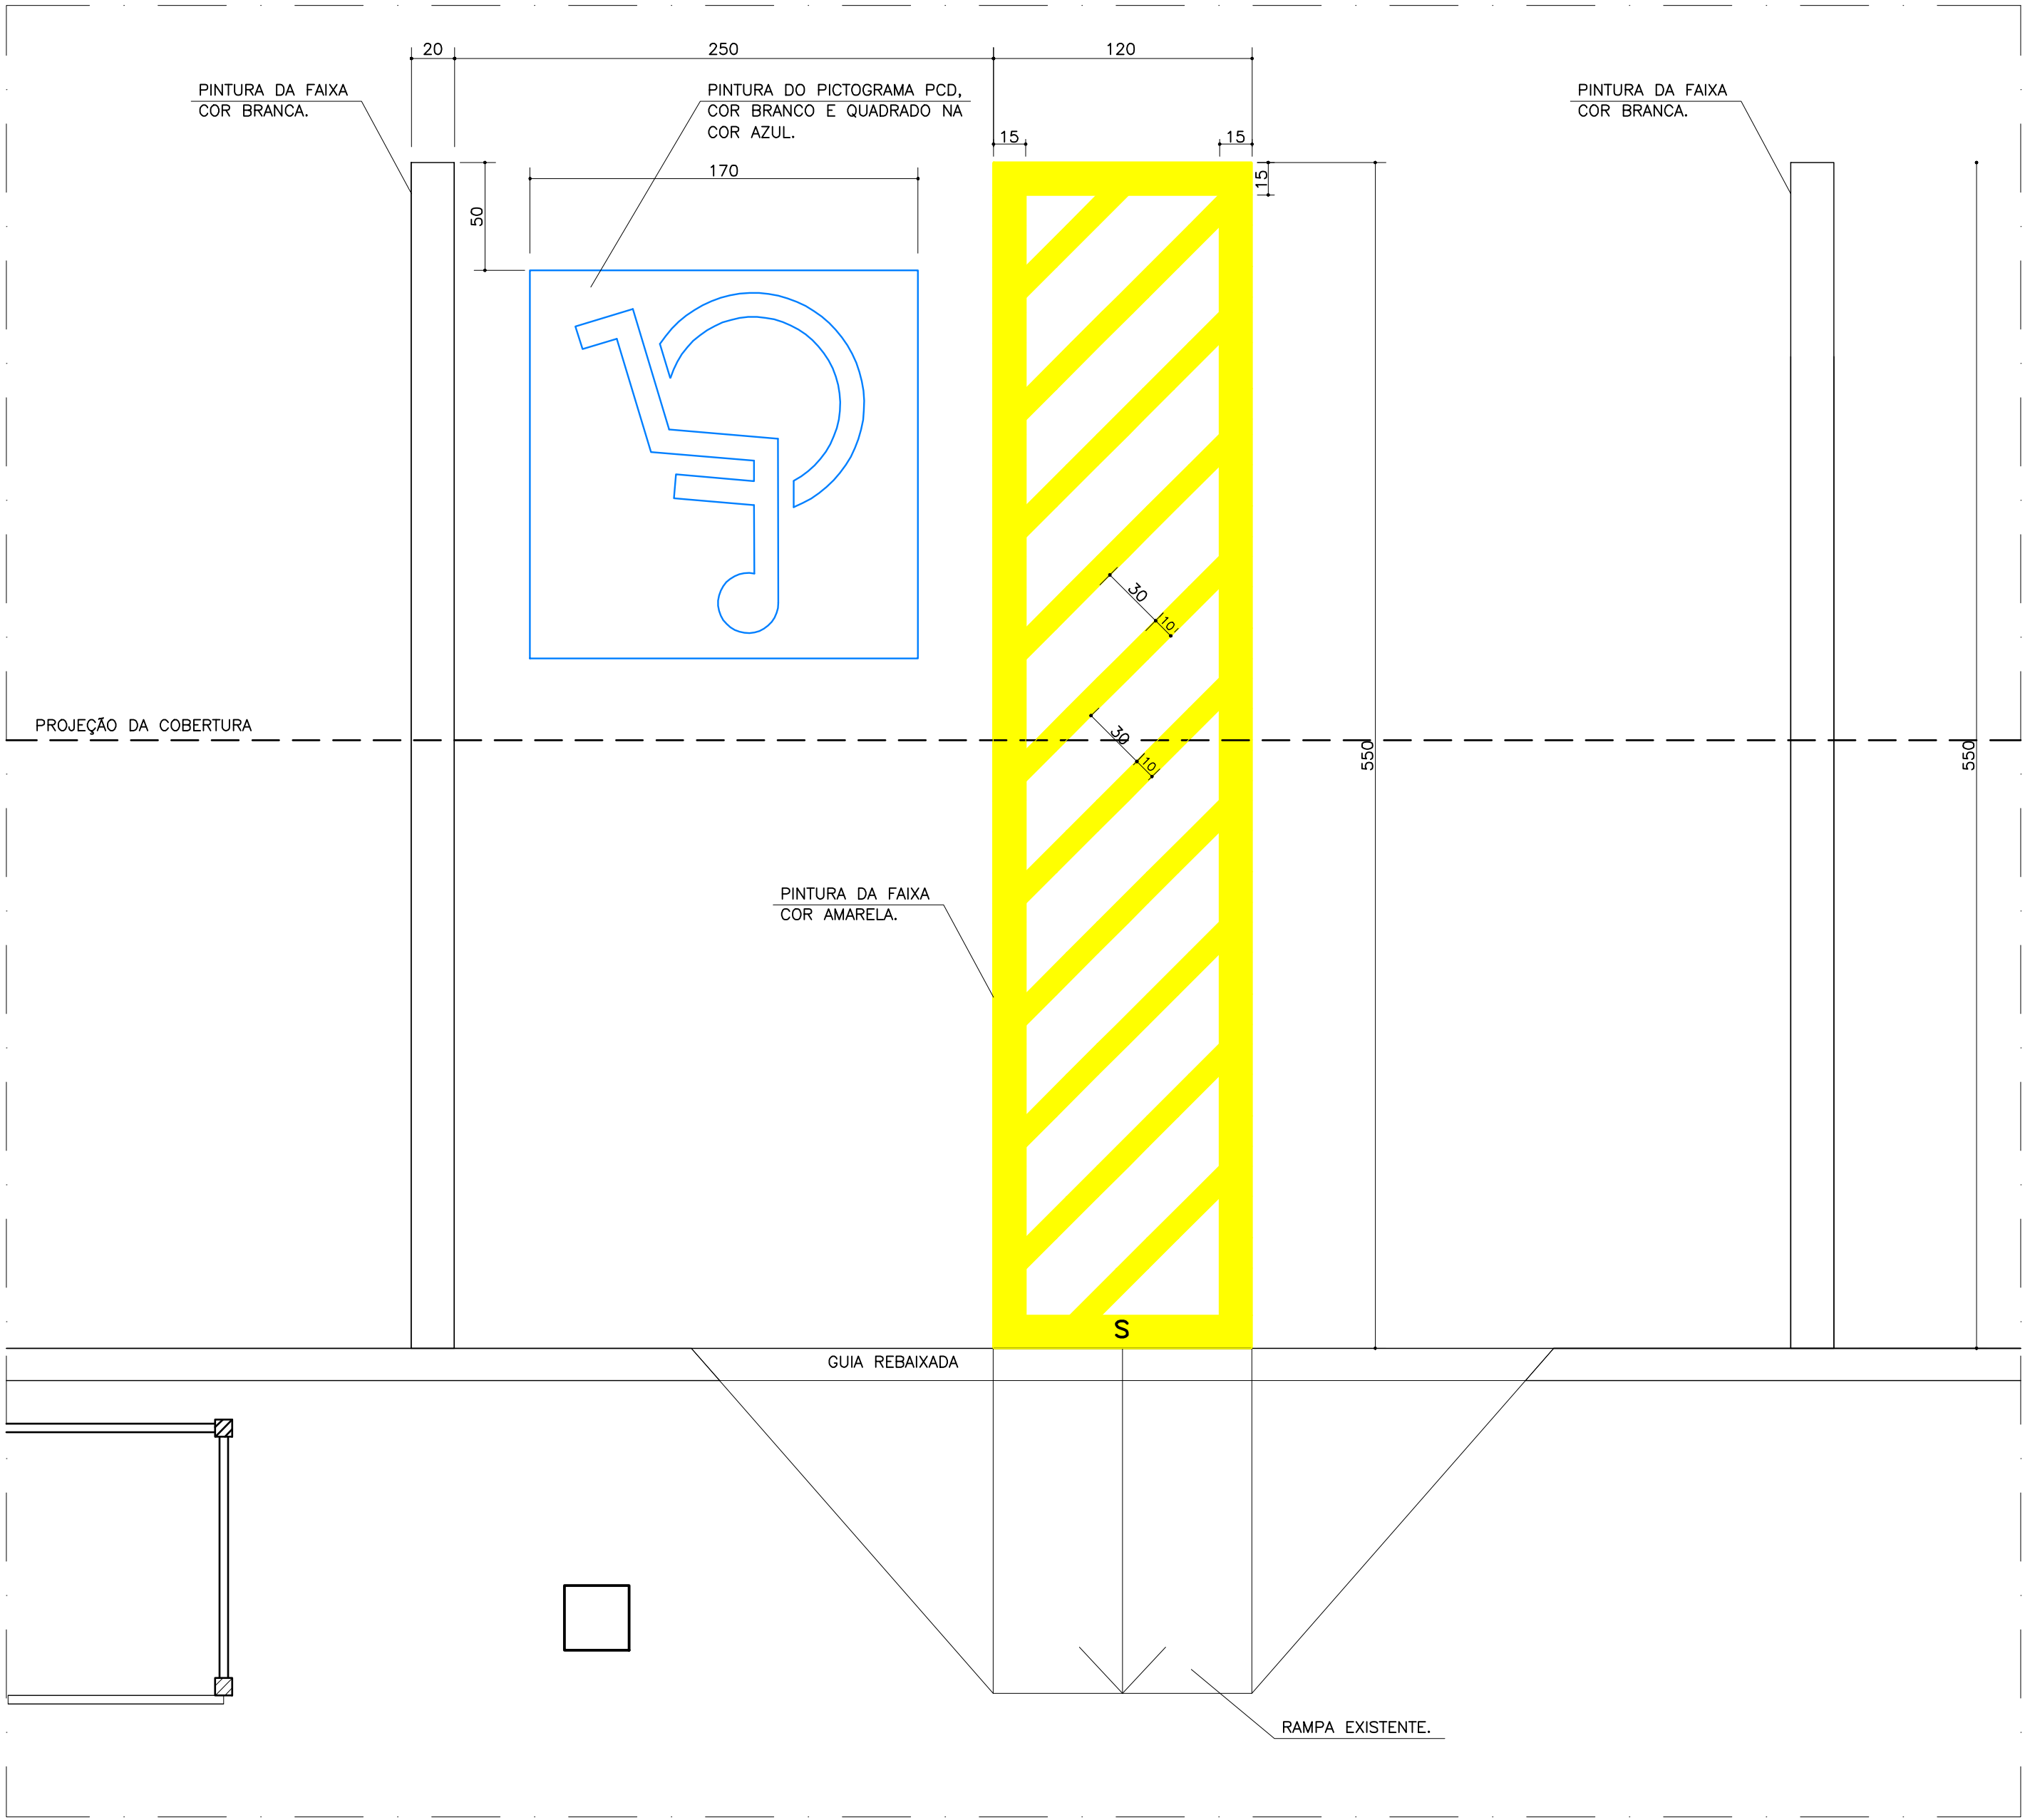 20
250
120
PINTURA DA FAIXA
COR BRANCA.
PINTURA DO PICTOGRAMA PCD,
COR BRANCO E QUADRADO NA
COR AZUL.
PINTURA DA FAIXA
COR BRANCA.
15
15
170
15
50
30
10
PROJEÇÃO DA COBERTURA
30
10
550
550
PINTURA DA FAIXA
COR AMARELA.
S
GUIA REBAIXADA
RAMPA EXISTENTE.